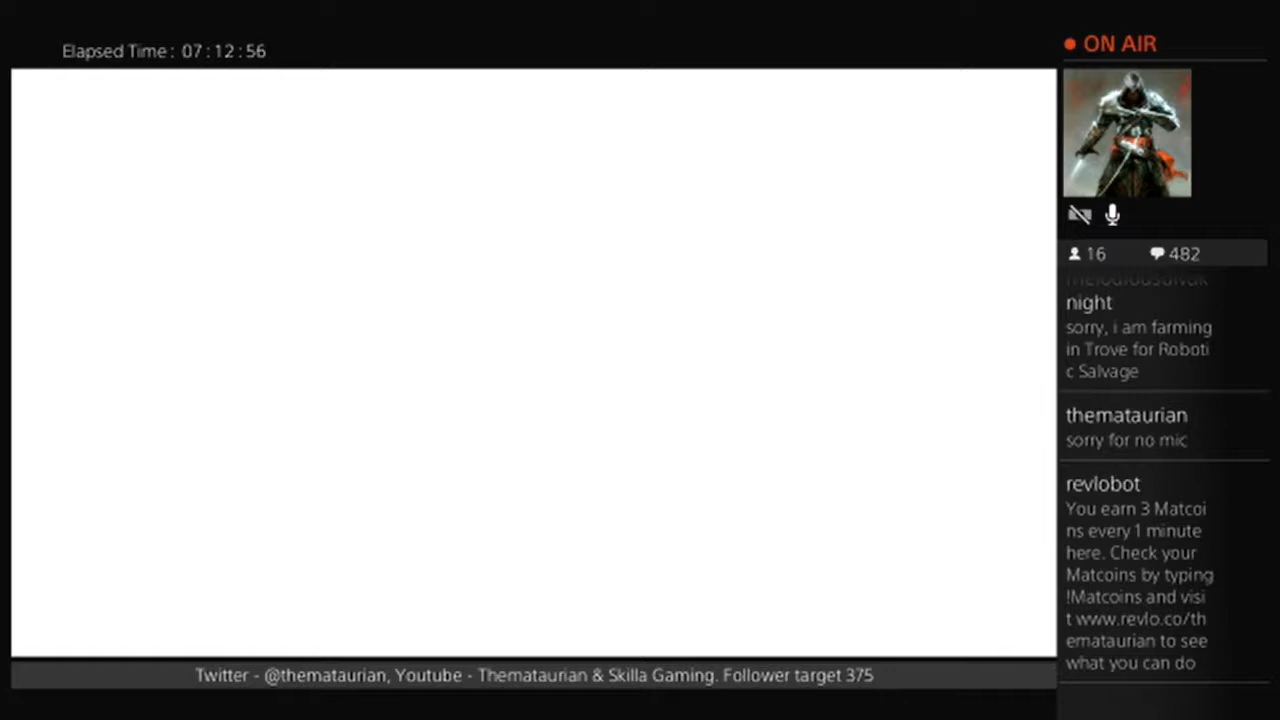 Elapsed Time: 07:12:56
ON AIR
16 482
night
sorry, i am farming
in Trove for Roboti
c Salvage
themataurian
sorry for no mic
revlobot
You earn 3 Matcoi
ns every 1 minute
here. Check your
Matcoins by typing
!Matcoins and visi
t www.revlo.co/th
emataurian to see
what you can do
Twitter - @themataurian, Youtube - Themataurian & Skilla Gaming. Follower target 375